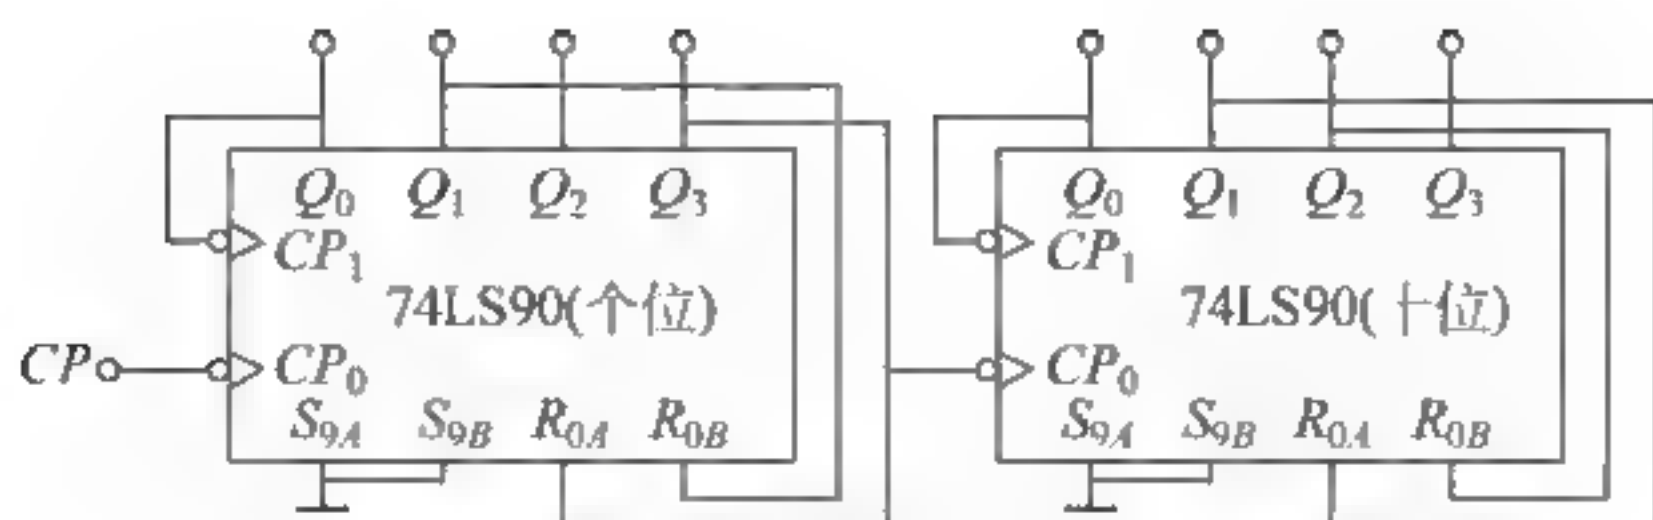 Q₀ Q₁ Q₂ Q₃
CP₁
74LS90(个位)
CP
CP₀
S₉A S₉B R₀A R₀B
Q₀ Q₁ Q₂ Q₃
CP₁
74LS90(十位)
CP₀
S₉A S₉B R₀A R₀B